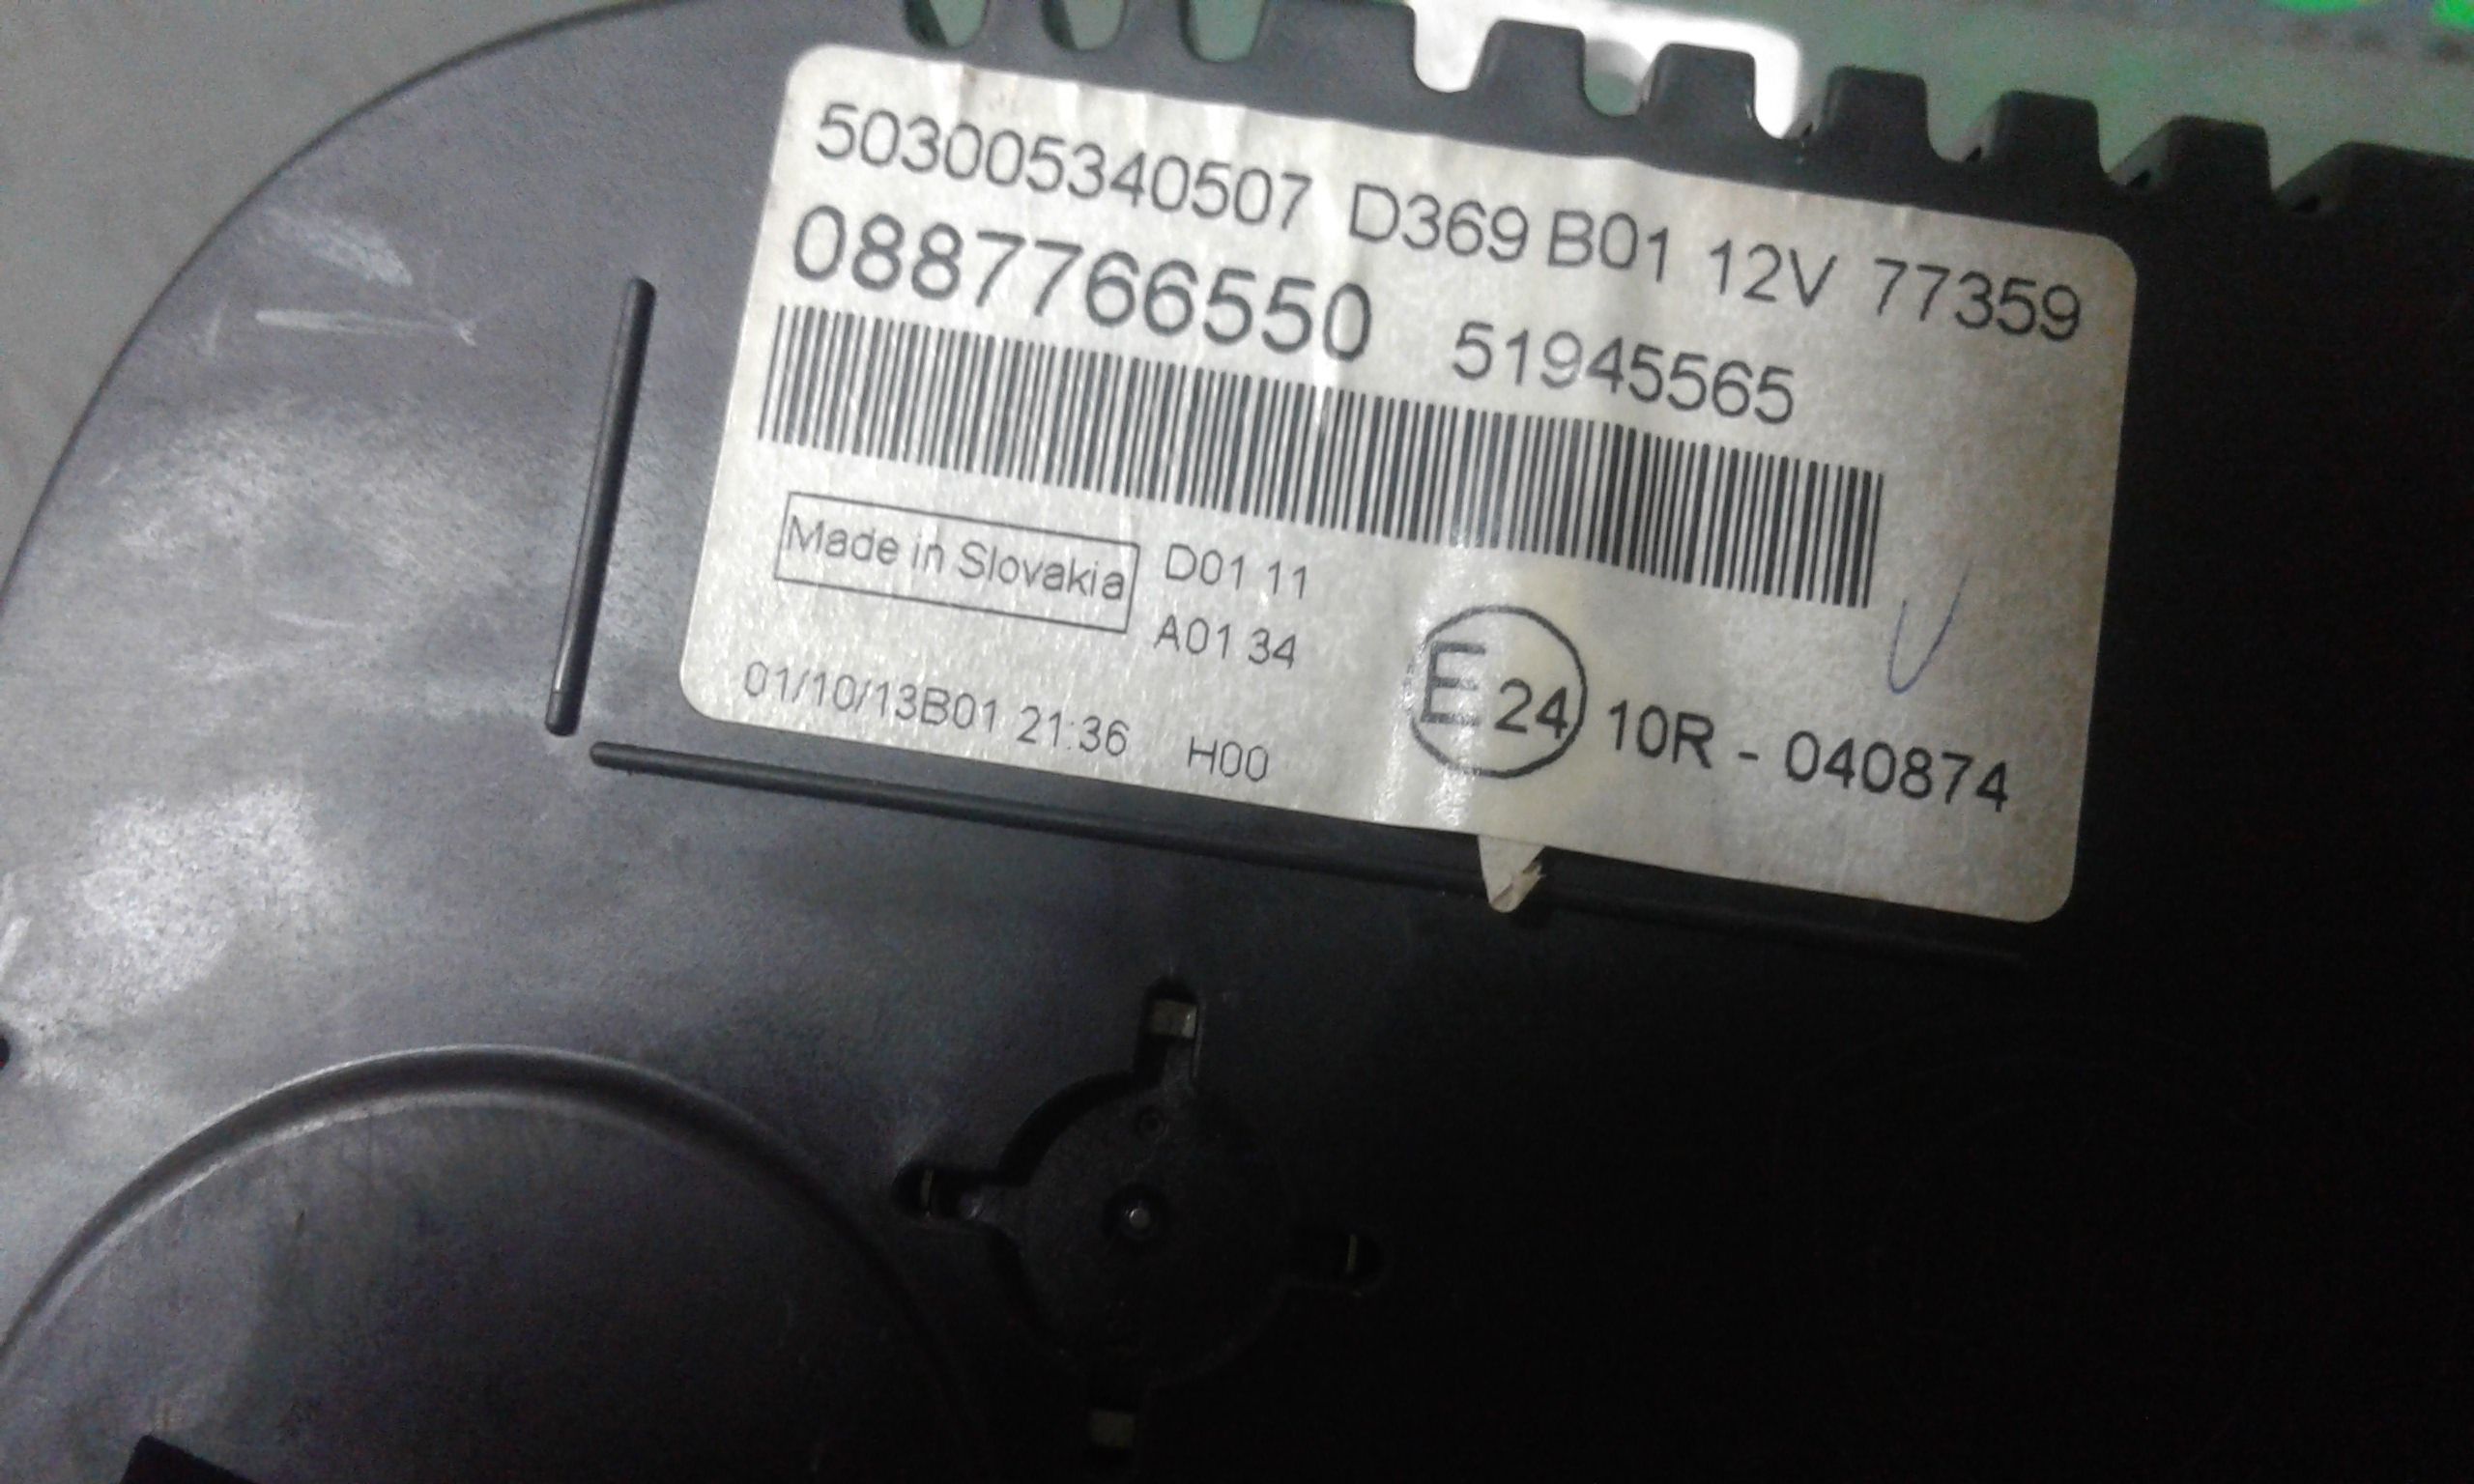 503005340507 D369 B01 12V 77359
0887766550 51945565
Made in Slovakia D01 11
A01 34
E 24 10R - 040874
01/10/13B01 21:36 H00